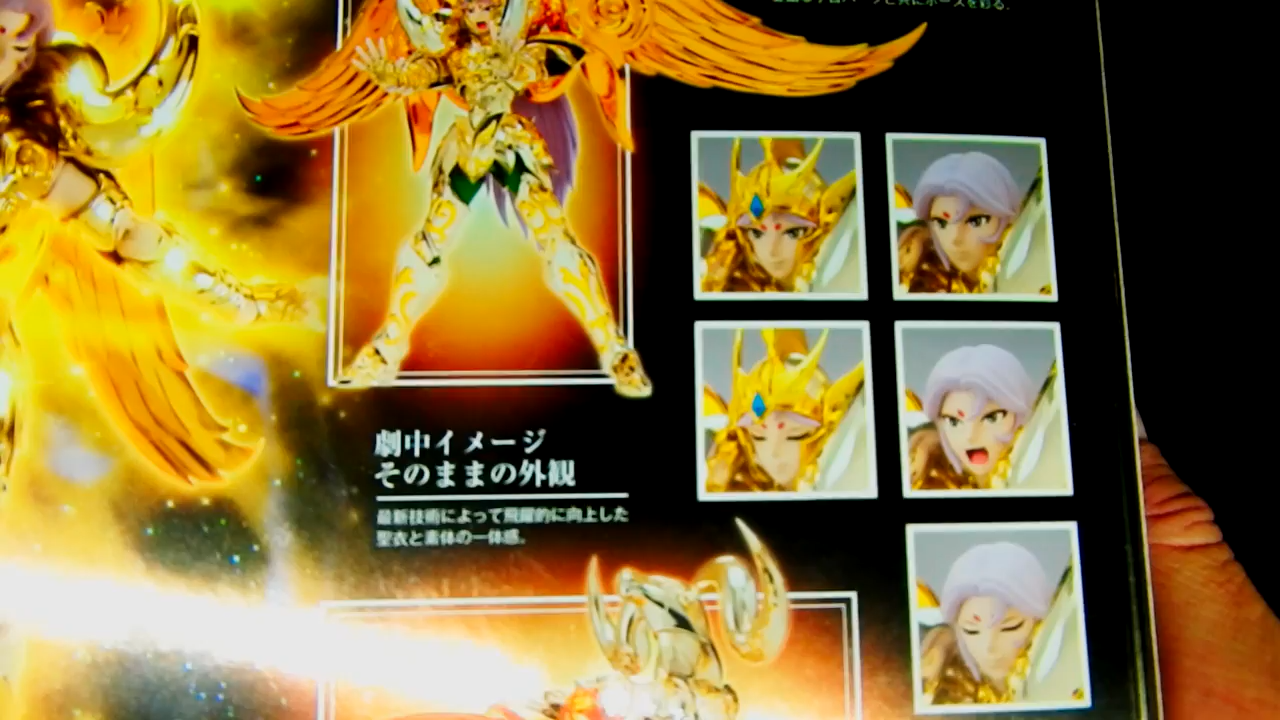 劇中イメージ
そのままの外観
最新技術によって飛躍的に向上した
聖衣と素体の一体感。